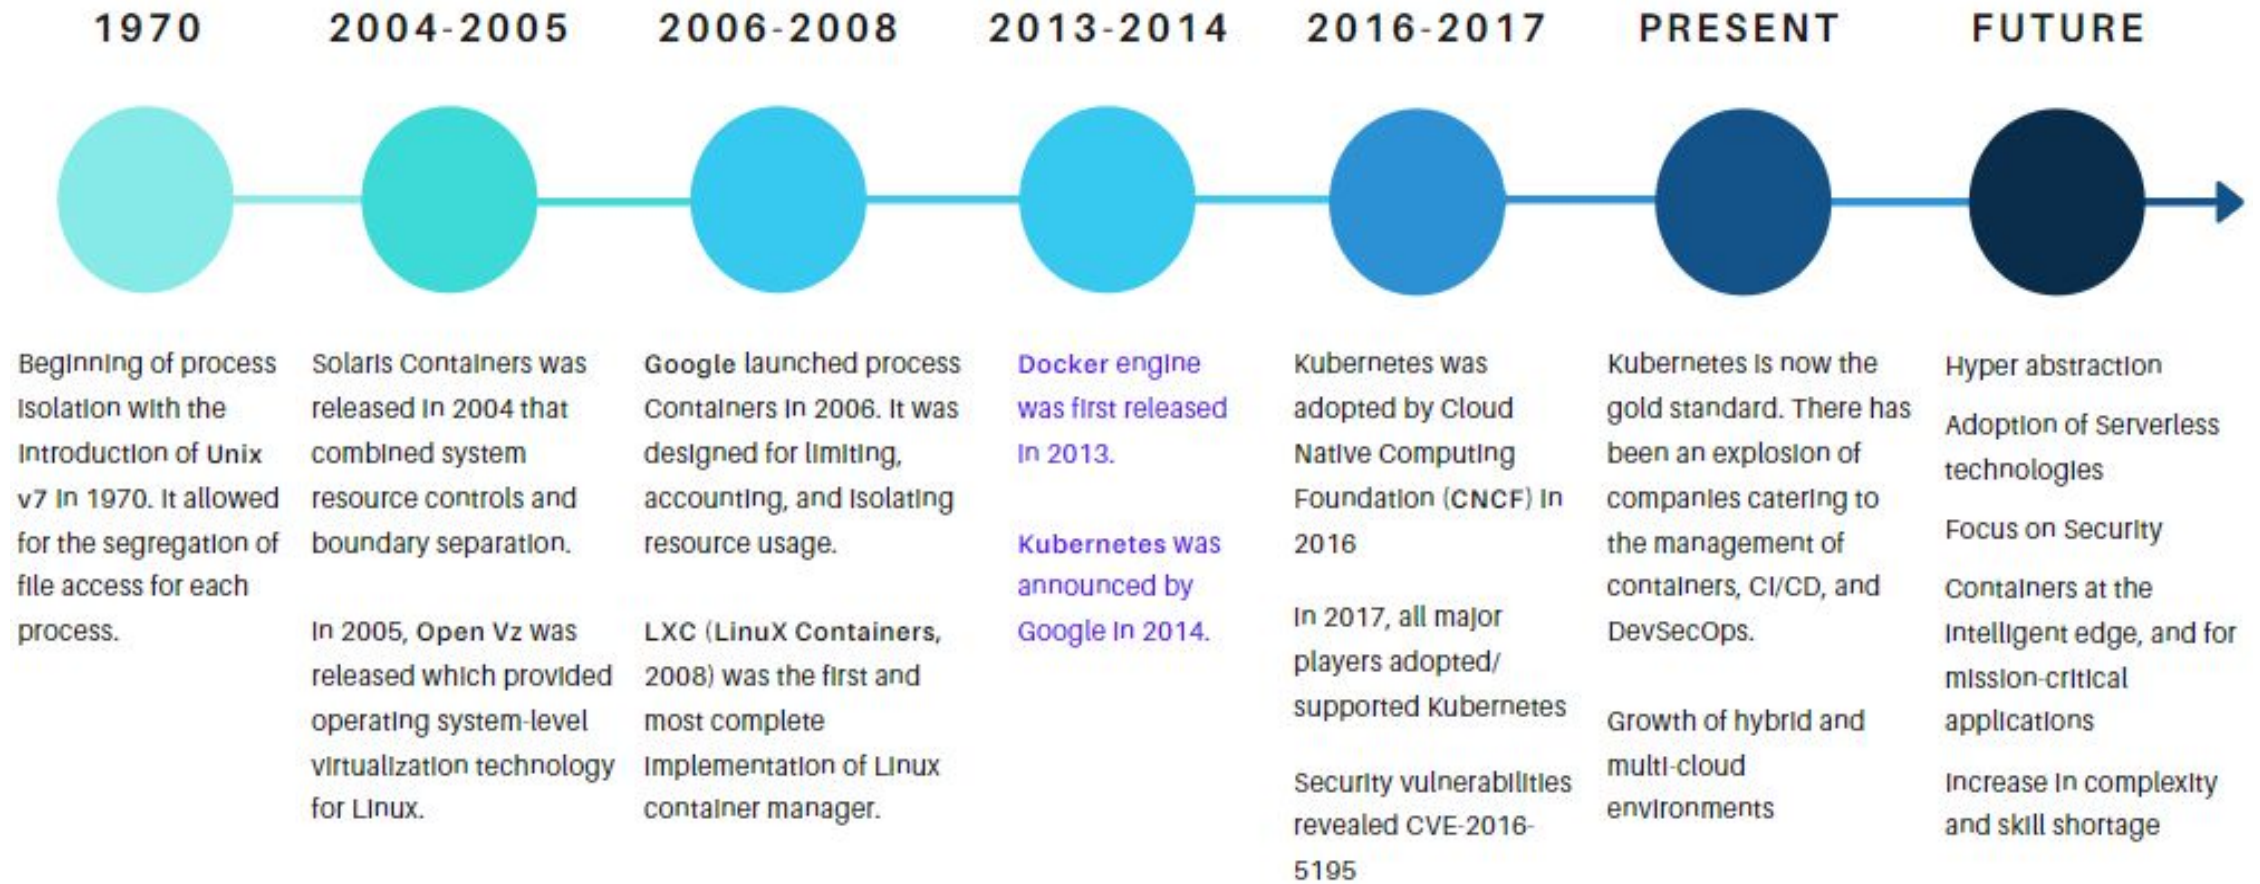 1970
2004-2005
2006-2008
2013-2014
2016-2017
PRESENT
FUTURE
Beginning of process
isolation with the
introduction of Unix
v7 in 1970. It allowed
for the segregation of
file access for each
process.
Solaris Containers was
released in 2004 that
combined system
resource controls and
boundary separation.
In 2005, Open Vz was
released which provided
operating system-level
virtualization technology
for Linux.
Google launched process
Containers in 2006. It was
designed for limiting,
accounting, and isolating
resource usage.
LXC (LinuX Containers,
2008) was the first and
most complete
implementation of Linux
container manager.
Docker engine
was first released
in 2013.
Kubernetes was
announced by
Google in 2014.
Kubernetes was
adopted by Cloud
Native Computing
Foundation (CNCF) in
2016
In 2017, all major
players adopted/
supported Kubernetes
Security vulnerabilities
revealed CVE-2016-
5195
Kubernetes is now the
gold standard. There has
been an explosion of
companies catering to
the management of
containers, CI/CD, and
DevSecOps.
Growth of hybrid and
multi-cloud
environments
Hyper abstraction
Adoption of Serverless
technologies
Focus on Security
Containers at the
intelligent edge, and for
mission-critical
applications
Increase in complexity
and skill shortage